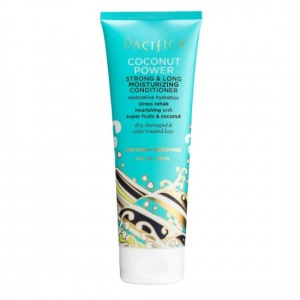 PACIFICA
COCONUT
POWER
STRONG & LONG
MOISTURIZING
CONDITIONER
restorative hydration
stress rehab
nourishing with
super fruits & coconut
dry, damaged &
color treated hair